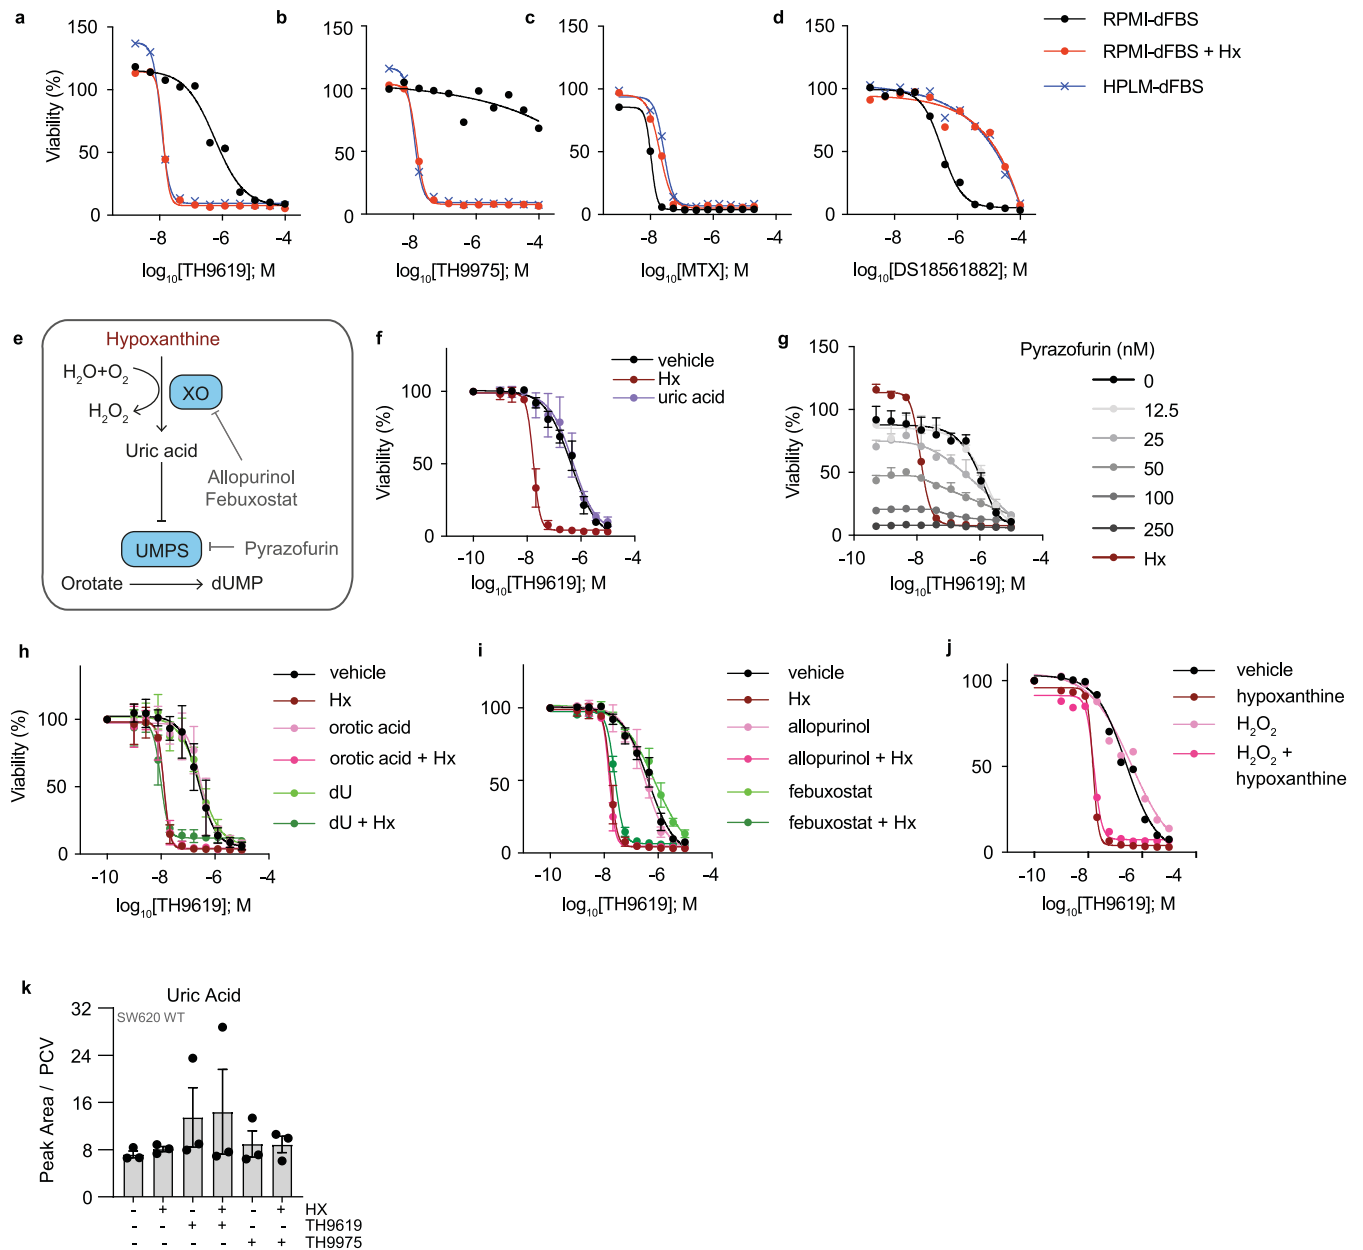 a
b
c
d
RPMI-dFBS
RPMI-dFBS + Hx
HPLM-dFBS
150
100
50
0
Viability (%)
-8
-6
-4
log10[TH9619]; M
150
100
50
0
-8
-6
-4
log10[TH9975]; M
150
100
50
0
-8
-6
-4
log10[MTX]; M
150
100
50
0
-8
-6
-4
log10[DS18561882]; M
e
Hypoxanthine
H2O+O2
XO
H2O2
Uric acid
Allopurinol
Febuxostat
UMPS
Pyrazofurin
Orotate
dUMP
f
vehicle
Hx
uric acid
100
50
0
Viability (%)
-10
-8
-6
-4
log10[TH9619]; M
g
Pyrazofurin (nM)
0
12.5
25
50
100
250
Hx
150
100
50
0
Viability (%)
-10
-8
-6
-4
log10[TH9619]; M
h
vehicle
Hx
orotic acid
orotic acid + Hx
dU
dU + Hx
100
50
0
Viability (%)
-10
-8
-6
-4
log10[TH9619]; M
i
vehicle
Hx
allopurinol
allopurinol + Hx
febuxostat
febuxostat + Hx
100
50
0
Viability (%)
-10
-8
-6
-4
log10[TH9619]; M
j
vehicle
hypoxanthine
H2O2
H2O2 +
hypoxanthine
100
50
0
Viability (%)
-10
-8
-6
-4
log10[TH9619]; M
k
Uric Acid
SW620 WT
32
24
16
8
0
Peak Area / PCV
- + - + - + HX
- - + + - - TH9619
- - - - + + TH9975